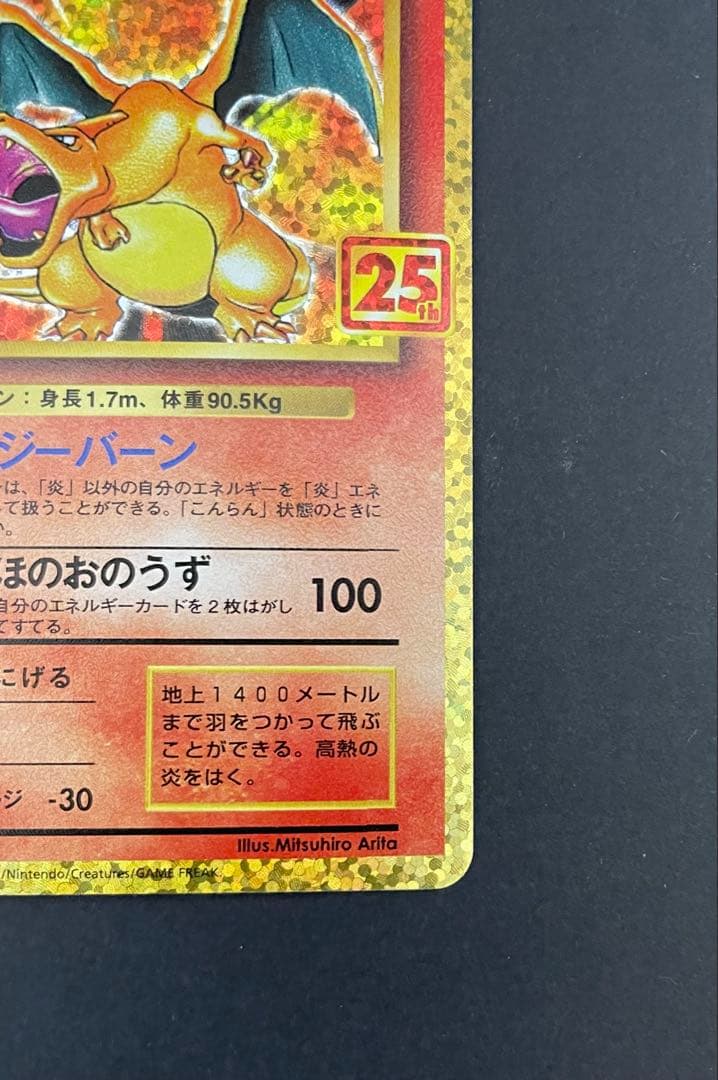 25th
ン：身長1.7m、体重90.5Kg
ジーバーン
は、「炎」以外の自分のエネルギーを「炎」エネ
て扱うことができる。「こんらん」状態のときに
い。
ほのおのうず 100
自分のエネルギーカードを２枚はがし
てすてる。
にげる
地上１４００メートル
まで羽をつかって飛ぶ
ことができる。高熱の
炎をはく。
ジ -30
Illus.Mitsuhiro Arita
/Nintendo/Creatures/GAME FREAK.